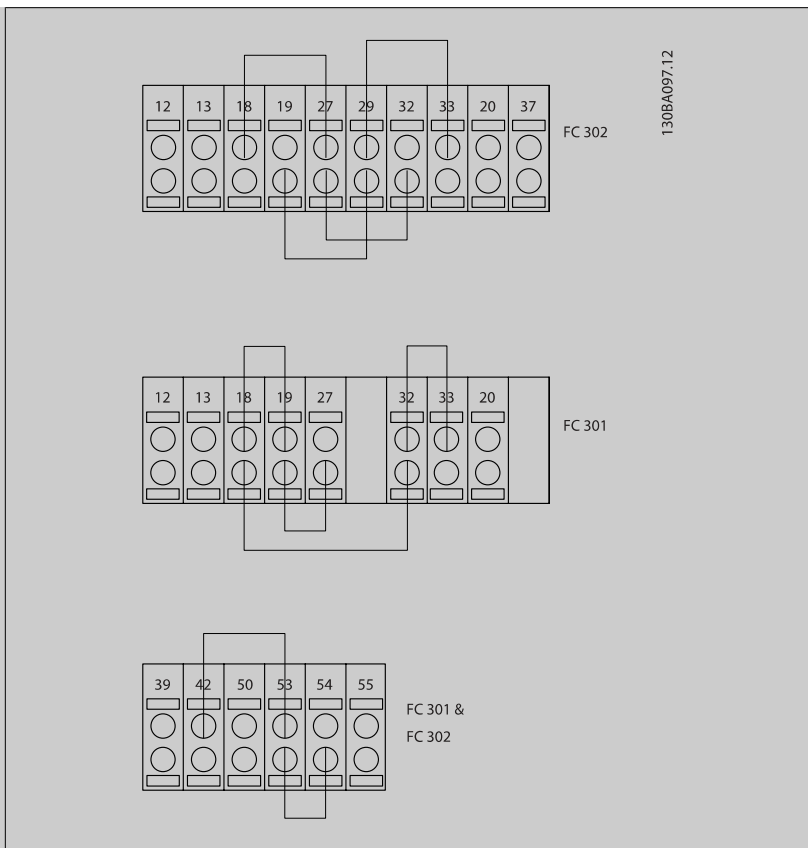 130BA097.12
12 13 18 19 27 29 32 33 20 37
FC 302
12 13 18 19 27 32 33 20
FC 301
39 42 50 53 54 55
FC 301 &
FC 302